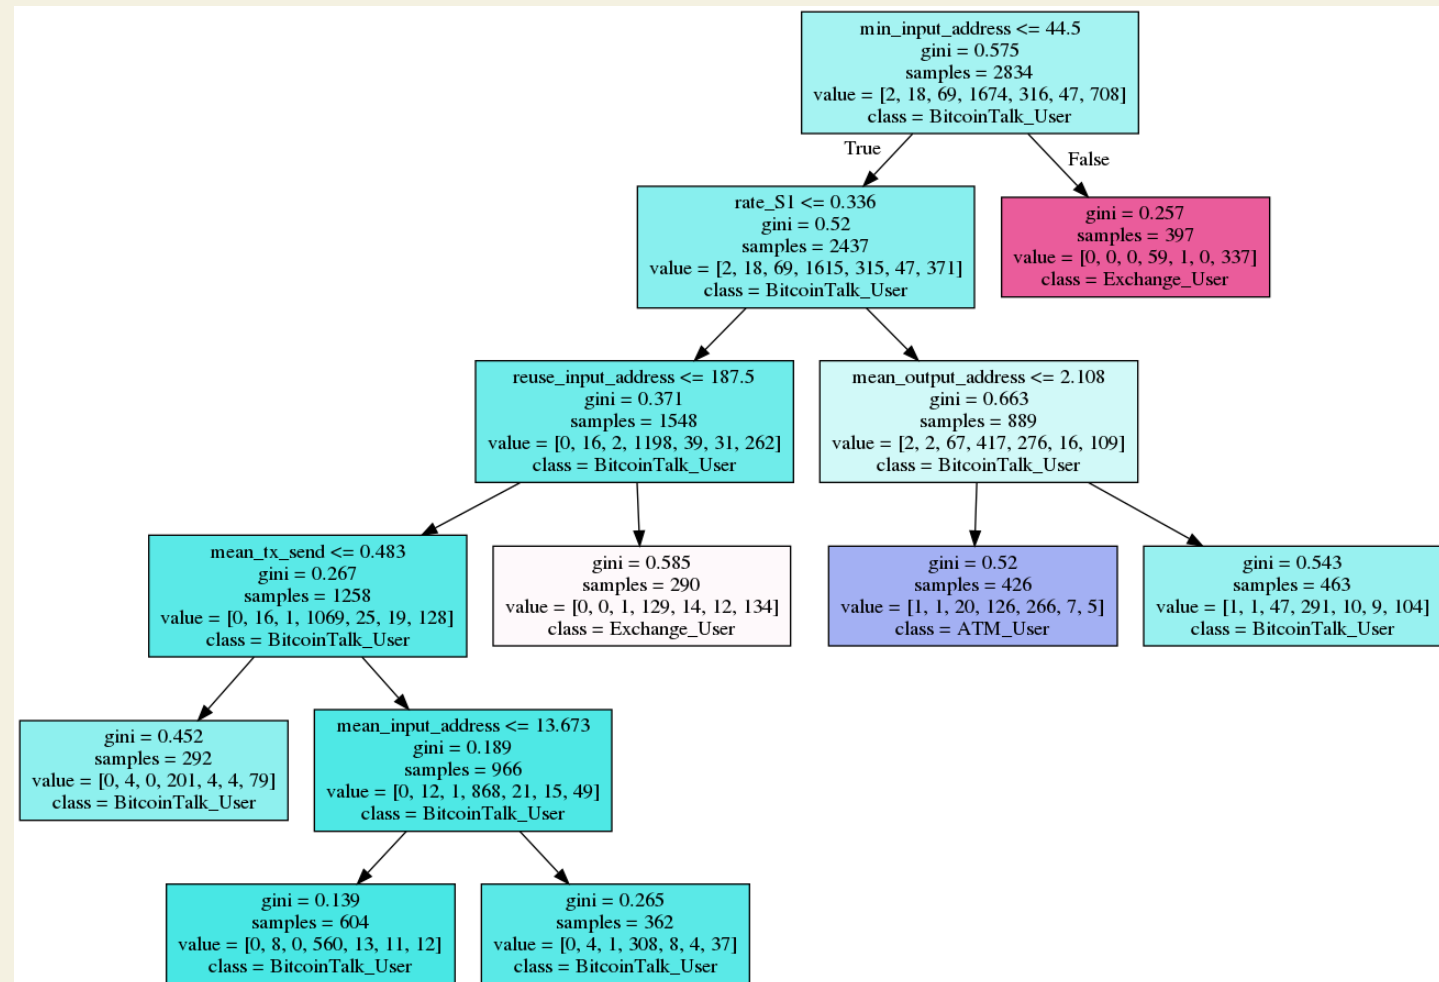 min_input_address <= 44.5
gini = 0.575
samples = 2834
value = [2, 18, 69, 1674, 316, 47, 708]
class = BitcoinTalk_User
True
False
rate_S1 <= 0.336
gini = 0.52
samples = 2437
value = [2, 18, 69, 1615, 315, 47, 371]
class = BitcoinTalk_User
gini = 0.257
samples = 397
value = [0, 0, 0, 59, 1, 0, 337]
class = Exchange_User
reuse_input_address <= 187.5
gini = 0.371
samples = 1548
value = [0, 16, 2, 1198, 39, 31, 262]
class = BitcoinTalk_User
mean_output_address <= 2.108
gini = 0.663
samples = 889
value = [2, 2, 67, 417, 276, 16, 109]
class = BitcoinTalk_User
mean_tx_send <= 0.483
gini = 0.267
samples = 1258
value = [0, 16, 1, 1069, 25, 19, 128]
class = BitcoinTalk_User
gini = 0.585
samples = 290
value = [0, 0, 1, 129, 14, 12, 134]
class = Exchange_User
gini = 0.52
samples = 426
value = [1, 1, 20, 126, 266, 7, 5]
class = ATM_User
gini = 0.543
samples = 463
value = [1, 1, 47, 291, 10, 9, 104]
class = BitcoinTalk_User
gini = 0.452
samples = 292
value = [0, 4, 0, 201, 4, 4, 79]
class = BitcoinTalk_User
mean_input_address <= 13.673
gini = 0.189
samples = 966
value = [0, 12, 1, 868, 21, 15, 49]
class = BitcoinTalk_User
gini = 0.139
samples = 604
value = [0, 8, 0, 560, 13, 11, 12]
class = BitcoinTalk_User
gini = 0.265
samples = 362
value = [0, 4, 1, 308, 8, 4, 37]
class = BitcoinTalk_User